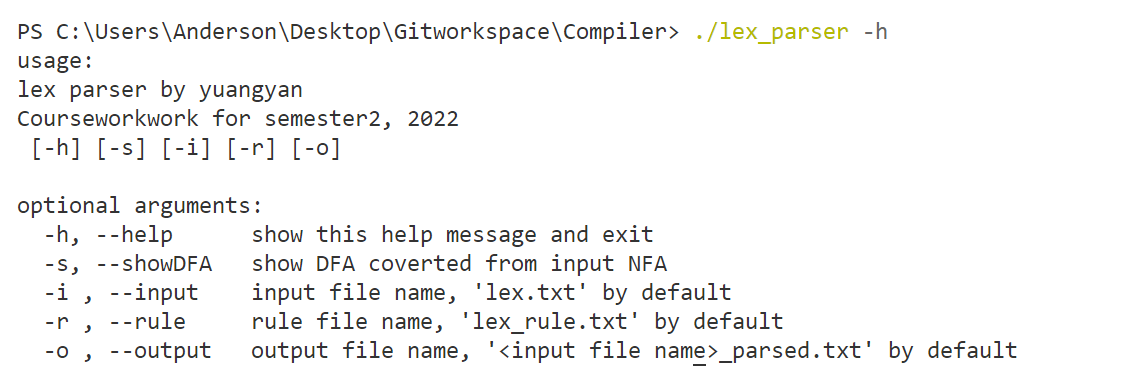 PS C:\Users\Anderson\Desktop\Gitworkspace\Compiler> ./lex_parser -h
usage:
lex parser by yuangyan
Courseworkwork for semester2, 2022
 [-h] [-s] [-i] [-r] [-o]

optional arguments:
  -h, --help      show this help message and exit
  -s, --showDFA   show DFA coverted from input NFA
  -i , --input    input file name, 'lex.txt' by default
  -r , --rule     rule file name, 'lex_rule.txt' by default
  -o , --output   output file name, '<input file name>_parsed.txt' by default